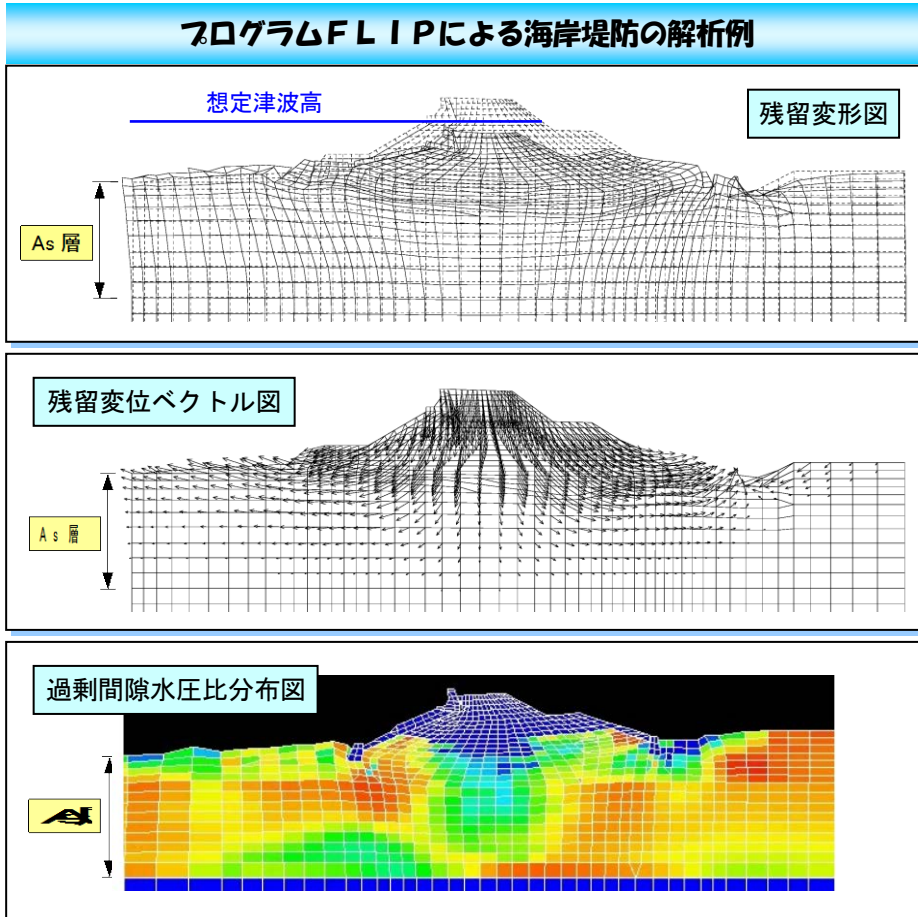 プログラムＦＬＩＰによる海岸堤防の解析例
想定津波高
残留変形図
As 層
残留変位ベクトル図
As 層
過剰間隙水圧比分布図